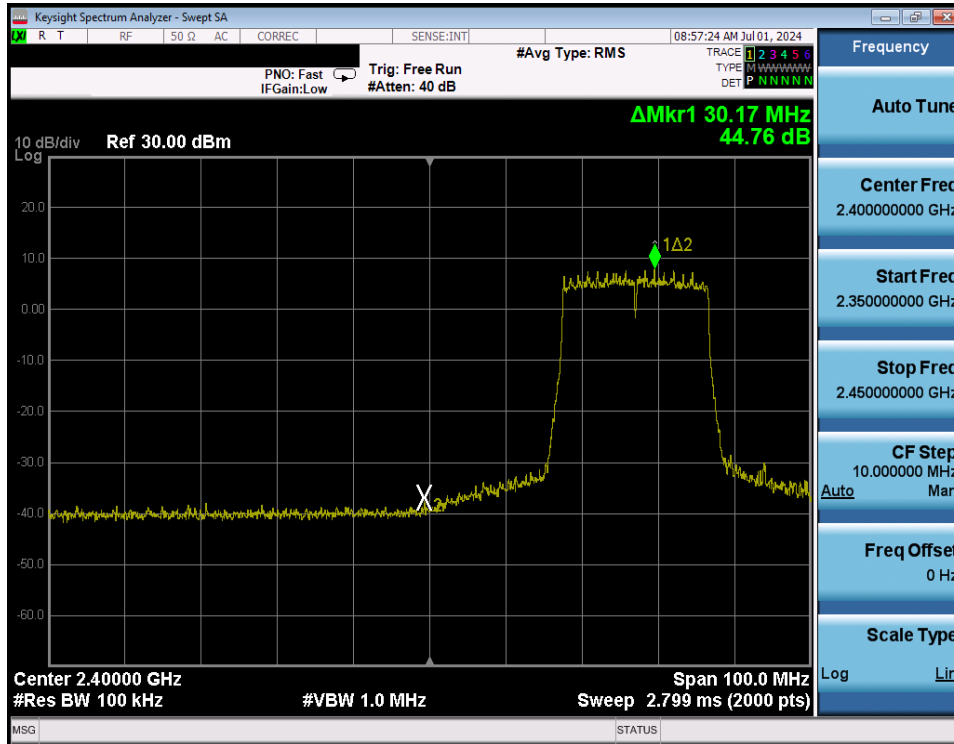 Keysight Spectrum Analyzer - Swept SA
LXI R T RF 50 Ω AC CORREC SENSE:INT 08:57:24 AM Jul 01, 2024
#Avg Type: RMS
TRACE 1 2 3 4 5 6
TYPE M WWWWW
DET P N N N N N
PNO: Fast
IFGain:Low
Trig: Free Run
#Atten: 40 dB
ΔMkr1 30.17 MHz
44.76 dB
10 dB/div
Log
Ref 30.00 dBm
20.0
10.0
0.00
-10.0
-20.0
-30.0
-40.0
-50.0
-60.0
1Δ2
X2
Center 2.40000 GHz
#Res BW 100 kHz
#VBW 1.0 MHz
Span 100.0 MHz
Sweep 2.799 ms (2000 pts)
MSG
STATUS
Frequency
Auto Tune
Center Freq
2.400000000 GHz
Start Freq
2.350000000 GHz
Stop Freq
2.450000000 GHz
CF Step
10.000000 MHz
Auto Man
Freq Offset
0 Hz
Scale Type
Log Lin